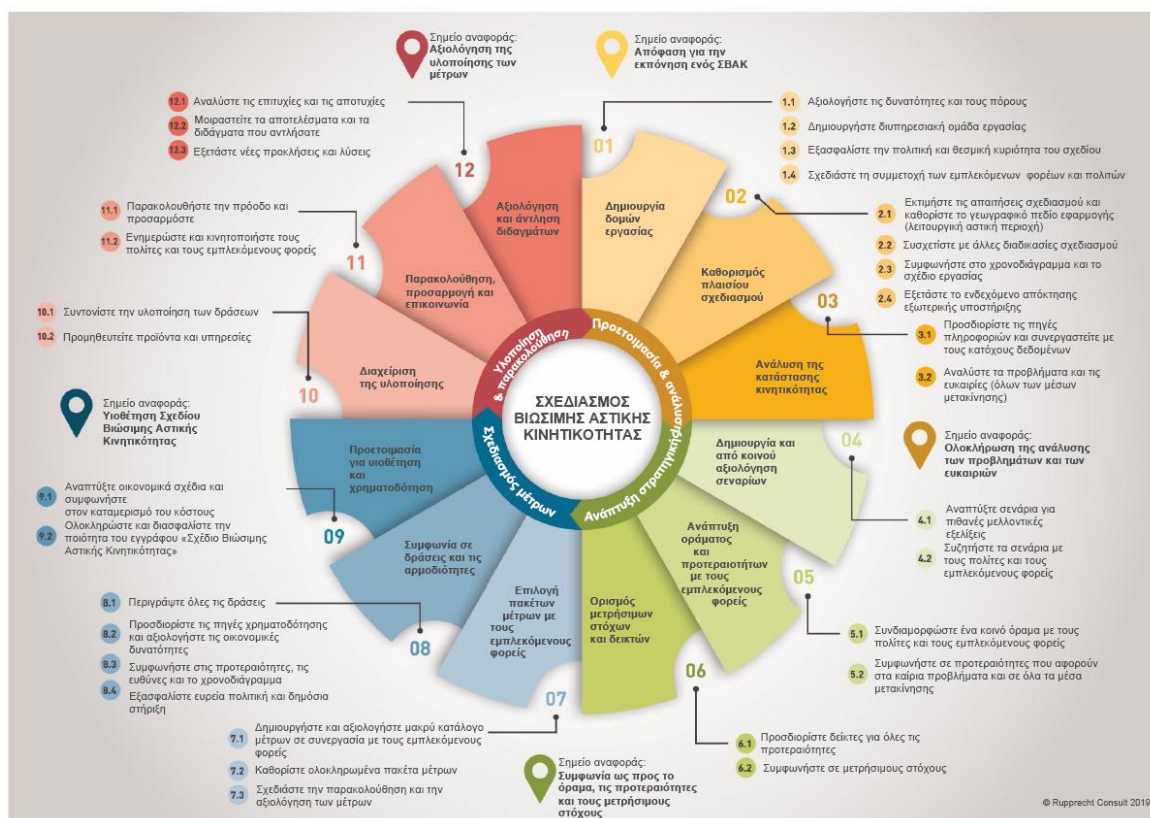 Σημείο αναφοράς:
Αξιολόγηση της
υλοποίησης των
μέτρων
Σημείο αναφοράς:
Απόφαση για την
εκπόνηση ενός ΣΒΑΚ
12.1 Αναλύστε τις επιτυχίες και τις αποτυχίες
12.2 Μοιραστείτε τα αποτελέσματα και τα
διδάγματα που αντλήσατε
12.3 Εξετάστε νέες προκλήσεις και λύσεις
12
Αξιολόγηση
και άντληση
διδαγμάτων
01
Δημιουργία
δομών
εργασίας
1.1 Αξιολογήστε τις δυνατότητες και τους πόρους
1.2 Δημιουργήστε διυπηρεσιακή ομάδα εργασίας
1.3 Εξασφαλίστε την πολιτική και θεσμική κυριότητα του σχεδίου
1.4 Σχεδιάστε τη συμμετοχή των εμπλεκόμενων φορέων και πολιτών
02
Καθορισμός
πλαισίου
σχεδιασμού
2.1 Εκτιμήστε τις απαιτήσεις σχεδιασμού και
καθορίστε το γεωγραφικό πεδίο εφαρμογής
(λειτουργική αστική περιοχή)
2.2 Συσχετίστε με άλλες διαδικασίες σχεδιασμού
2.3 Συμφωνήστε στο χρονοδιάγραμμα και το
σχέδιο εργασίας
2.4 Εξετάστε το ενδεχόμενο απόκτησης
εξωτερικής υποστήριξης
03
Ανάλυση της
κατάστασης
κινητικότητας
3.1 Προσδιορίστε τις πηγές
πληροφοριών και συνεργαστείτε με
τους κατόχους δεδομένων
3.2 Αναλύστε τα προβλήματα και τις
ευκαιρίες (όλων των μέσων
μετακίνησης)
11.1 Παρακολουθήστε την πρόοδο και
προσαρμόστε
11.2 Ενημερώστε και κινητοποιήστε τους
πολίτες και τους εμπλεκόμενους φορείς
11
Παρακολούθηση,
προσαρμογή και
επικοινωνία
10.1 Συντονίστε την υλοποίηση των δράσεων
10.2 Προμηθευτείτε προϊόντα και υπηρεσίες
10
Διαχείριση
της υλοποίησης
Υλοποίηση
& παρακολούθηση
Προετοιμασία & ανάλυση
ΣΧΕΔΙΑΣΜΟΣ
ΒΙΩΣΙΜΗΣ ΑΣΤΙΚΗΣ
ΚΙΝΗΤΙΚΟΤΗΤΑΣ
Σχεδιασμός μέτρων
Ανάπτυξη στρατηγικής
Σημείο αναφοράς:
Υιοθέτηση Σχεδίου
Βιώσιμης Αστικής
Κινητικότητας
Σημείο αναφοράς:
Ολοκλήρωση της ανάλυσης
των προβλημάτων και των
ευκαιριών
04
Δημιουργία και
από κοινού
αξιολόγηση
σεναρίων
4.1 Αναπτύξτε σενάρια για
πιθανές μελλοντικές
εξελίξεις
4.2 Συζητήστε τα σενάρια με
τους πολίτες και τους
εμπλεκόμενους φορείς
Προετοιμασία
για υιοθέτηση
και
χρηματοδότηση
09
9.1 Αναπτύξτε οικονομικά σχέδια και
συμφωνήστε
στον καταμερισμό του κόστους
9.2 Ολοκληρώστε και διασφαλίστε την
ποιότητα του εγγράφου «Σχέδιο Βιώσιμης
Αστικής Κινητικότητας»
Συμφωνία σε
δράσεις και τις
αρμοδιότητες
08
8.1 Περιγράψτε όλες τις δράσεις
8.2 Προσδιορίστε τις πηγές χρηματοδότησης
και αξιολογήστε τις οικονομικές
δυνατότητες
8.3 Συμφωνήστε στις προτεραιότητες, τις
ευθύνες και το χρονοδιάγραμμα
8.4 Εξασφαλίστε ευρεία πολιτική και δημόσια
στήριξη
Ανάπτυξη
οράματος
και
προτεραιοτήτων
με τους
εμπλεκόμενους
φορείς
05
5.1 Συνδιαμορφώστε ένα κοινό όραμα με τους
πολίτες και τους εμπλεκόμενους φορείς
5.2 Συμφωνήστε σε προτεραιότητες που αφορούν
στα καίρια προβλήματα και σε όλα τα μέσα
μετακίνησης
Επιλογή
πακέτων
μέτρων με
τους
εμπλεκόμενους
φορείς
07
Ορισμός
μετρήσιμων
στόχων
και δεικτών
06
7.1 Δημιουργήστε και αξιολογήστε μακρύ κατάλογο
μέτρων σε συνεργασία με τους εμπλεκόμενους
φορείς
7.2 Καθορίστε ολοκληρωμένα πακέτα μέτρων
7.3 Σχεδιάστε την παρακολούθηση και την
αξιολόγηση των μέτρων
6.1 Προσδιορίστε δείκτες για όλες τις
προτεραιότητες
6.2 Συμφωνήστε σε μετρήσιμους στόχους
Σημείο αναφοράς:
Συμφωνία ως προς το
όραμα, τις προτεραιότητες
και τους μετρήσιμους
στόχους
© Rupprecht Consult 2019